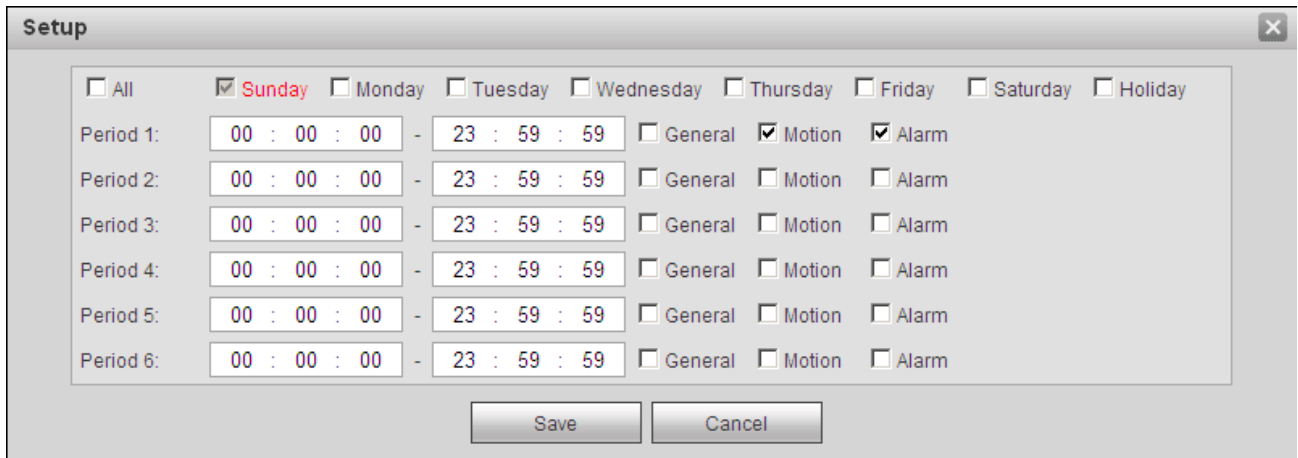 Setup
All Sunday Monday Tuesday Wednesday Thursday Friday Saturday Holiday
Period 1: 00 : 00 : 00 - 23 : 59 : 59 General Motion Alarm
Period 2: 00 : 00 : 00 - 23 : 59 : 59 General Motion Alarm
Period 3: 00 : 00 : 00 - 23 : 59 : 59 General Motion Alarm
Period 4: 00 : 00 : 00 - 23 : 59 : 59 General Motion Alarm
Period 5: 00 : 00 : 00 - 23 : 59 : 59 General Motion Alarm
Period 6: 00 : 00 : 00 - 23 : 59 : 59 General Motion Alarm
Save Cancel